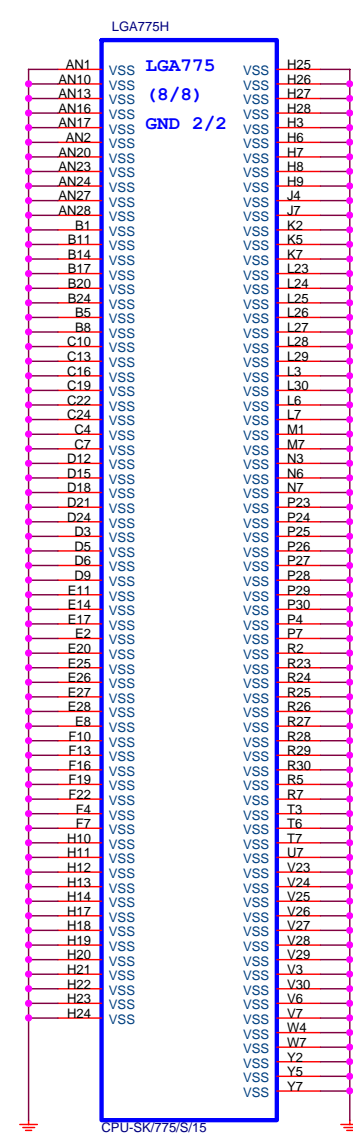 LGA775H
AN1 VSS LGA775 VSS H25
AN10 VSS VSS H26
AN13 VSS (8/8) VSS H27
AN16 VSS VSS H28
AN17 VSS GND 2/2 VSS H3
AN2 VSS VSS H6
AN20 VSS VSS H7
AN23 VSS VSS H8
AN24 VSS VSS H9
AN27 VSS VSS J4
AN28 VSS VSS J7
B1 VSS VSS K2
B11 VSS VSS K5
B14 VSS VSS K7
B17 VSS VSS L23
B20 VSS VSS L24
B24 VSS VSS L25
B5 VSS VSS L26
B8 VSS VSS L27
C10 VSS VSS L28
C13 VSS VSS L29
C16 VSS VSS L3
C19 VSS VSS L30
C22 VSS VSS L6
C24 VSS VSS L7
C4 VSS VSS M1
C7 VSS VSS M7
D12 VSS VSS N3
D15 VSS VSS N6
D18 VSS VSS N7
D21 VSS VSS P23
D24 VSS VSS P24
D3 VSS VSS P25
D5 VSS VSS P26
D6 VSS VSS P27
D9 VSS VSS P28
E11 VSS VSS P29
E14 VSS VSS P30
E17 VSS VSS P4
E2 VSS VSS P7
E20 VSS VSS R2
E25 VSS VSS R23
E26 VSS VSS R24
E27 VSS VSS R25
E28 VSS VSS R26
E8 VSS VSS R27
F10 VSS VSS R28
F13 VSS VSS R29
F16 VSS VSS R30
F19 VSS VSS R5
F22 VSS VSS R7
F4 VSS VSS T3
F7 VSS VSS T6
H10 VSS VSS T7
H11 VSS VSS U7
H12 VSS VSS V23
H13 VSS VSS V24
H14 VSS VSS V25
H17 VSS VSS V26
H18 VSS VSS V27
H19 VSS VSS V28
H20 VSS VSS V29
H21 VSS VSS V3
H22 VSS VSS V30
H23 VSS VSS V6
H24 VSS VSS V7
VSS W4
VSS W7
VSS Y2
VSS Y5
VSS Y7
CPU-SK/775/S/15